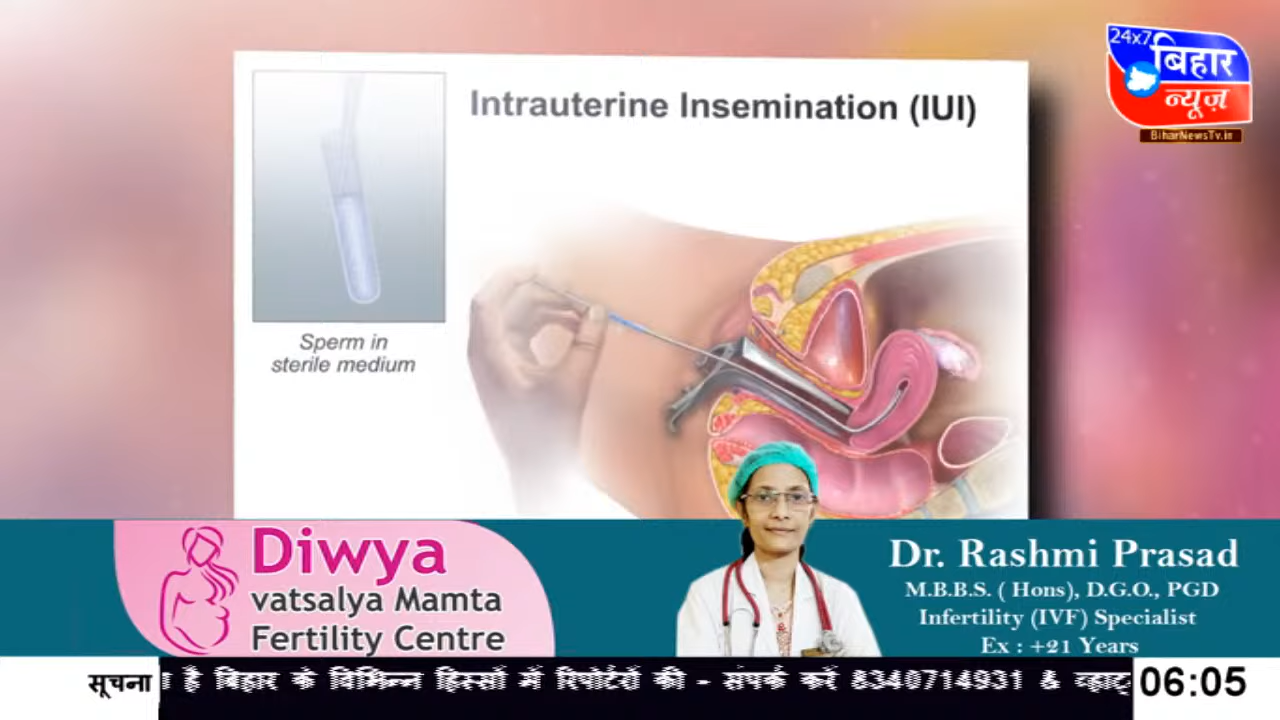 24x7
बिहार
न्यूज़
BiharNewsTv.in
Intrauterine Insemination (IUI)
Sperm in
sterile medium
Diwya
vatsalya Mamta
Fertility Centre
Dr. Rashmi Prasad
M.B.B.S. ( Hons), D.G.O., PGD
Infertility (IVF) Specialist
Ex : +21 Years
सूचना है बिहार के विभिन्न हिस्सों में रिपोर्टरों की - संपर्क करें 8340714931 & 06:05